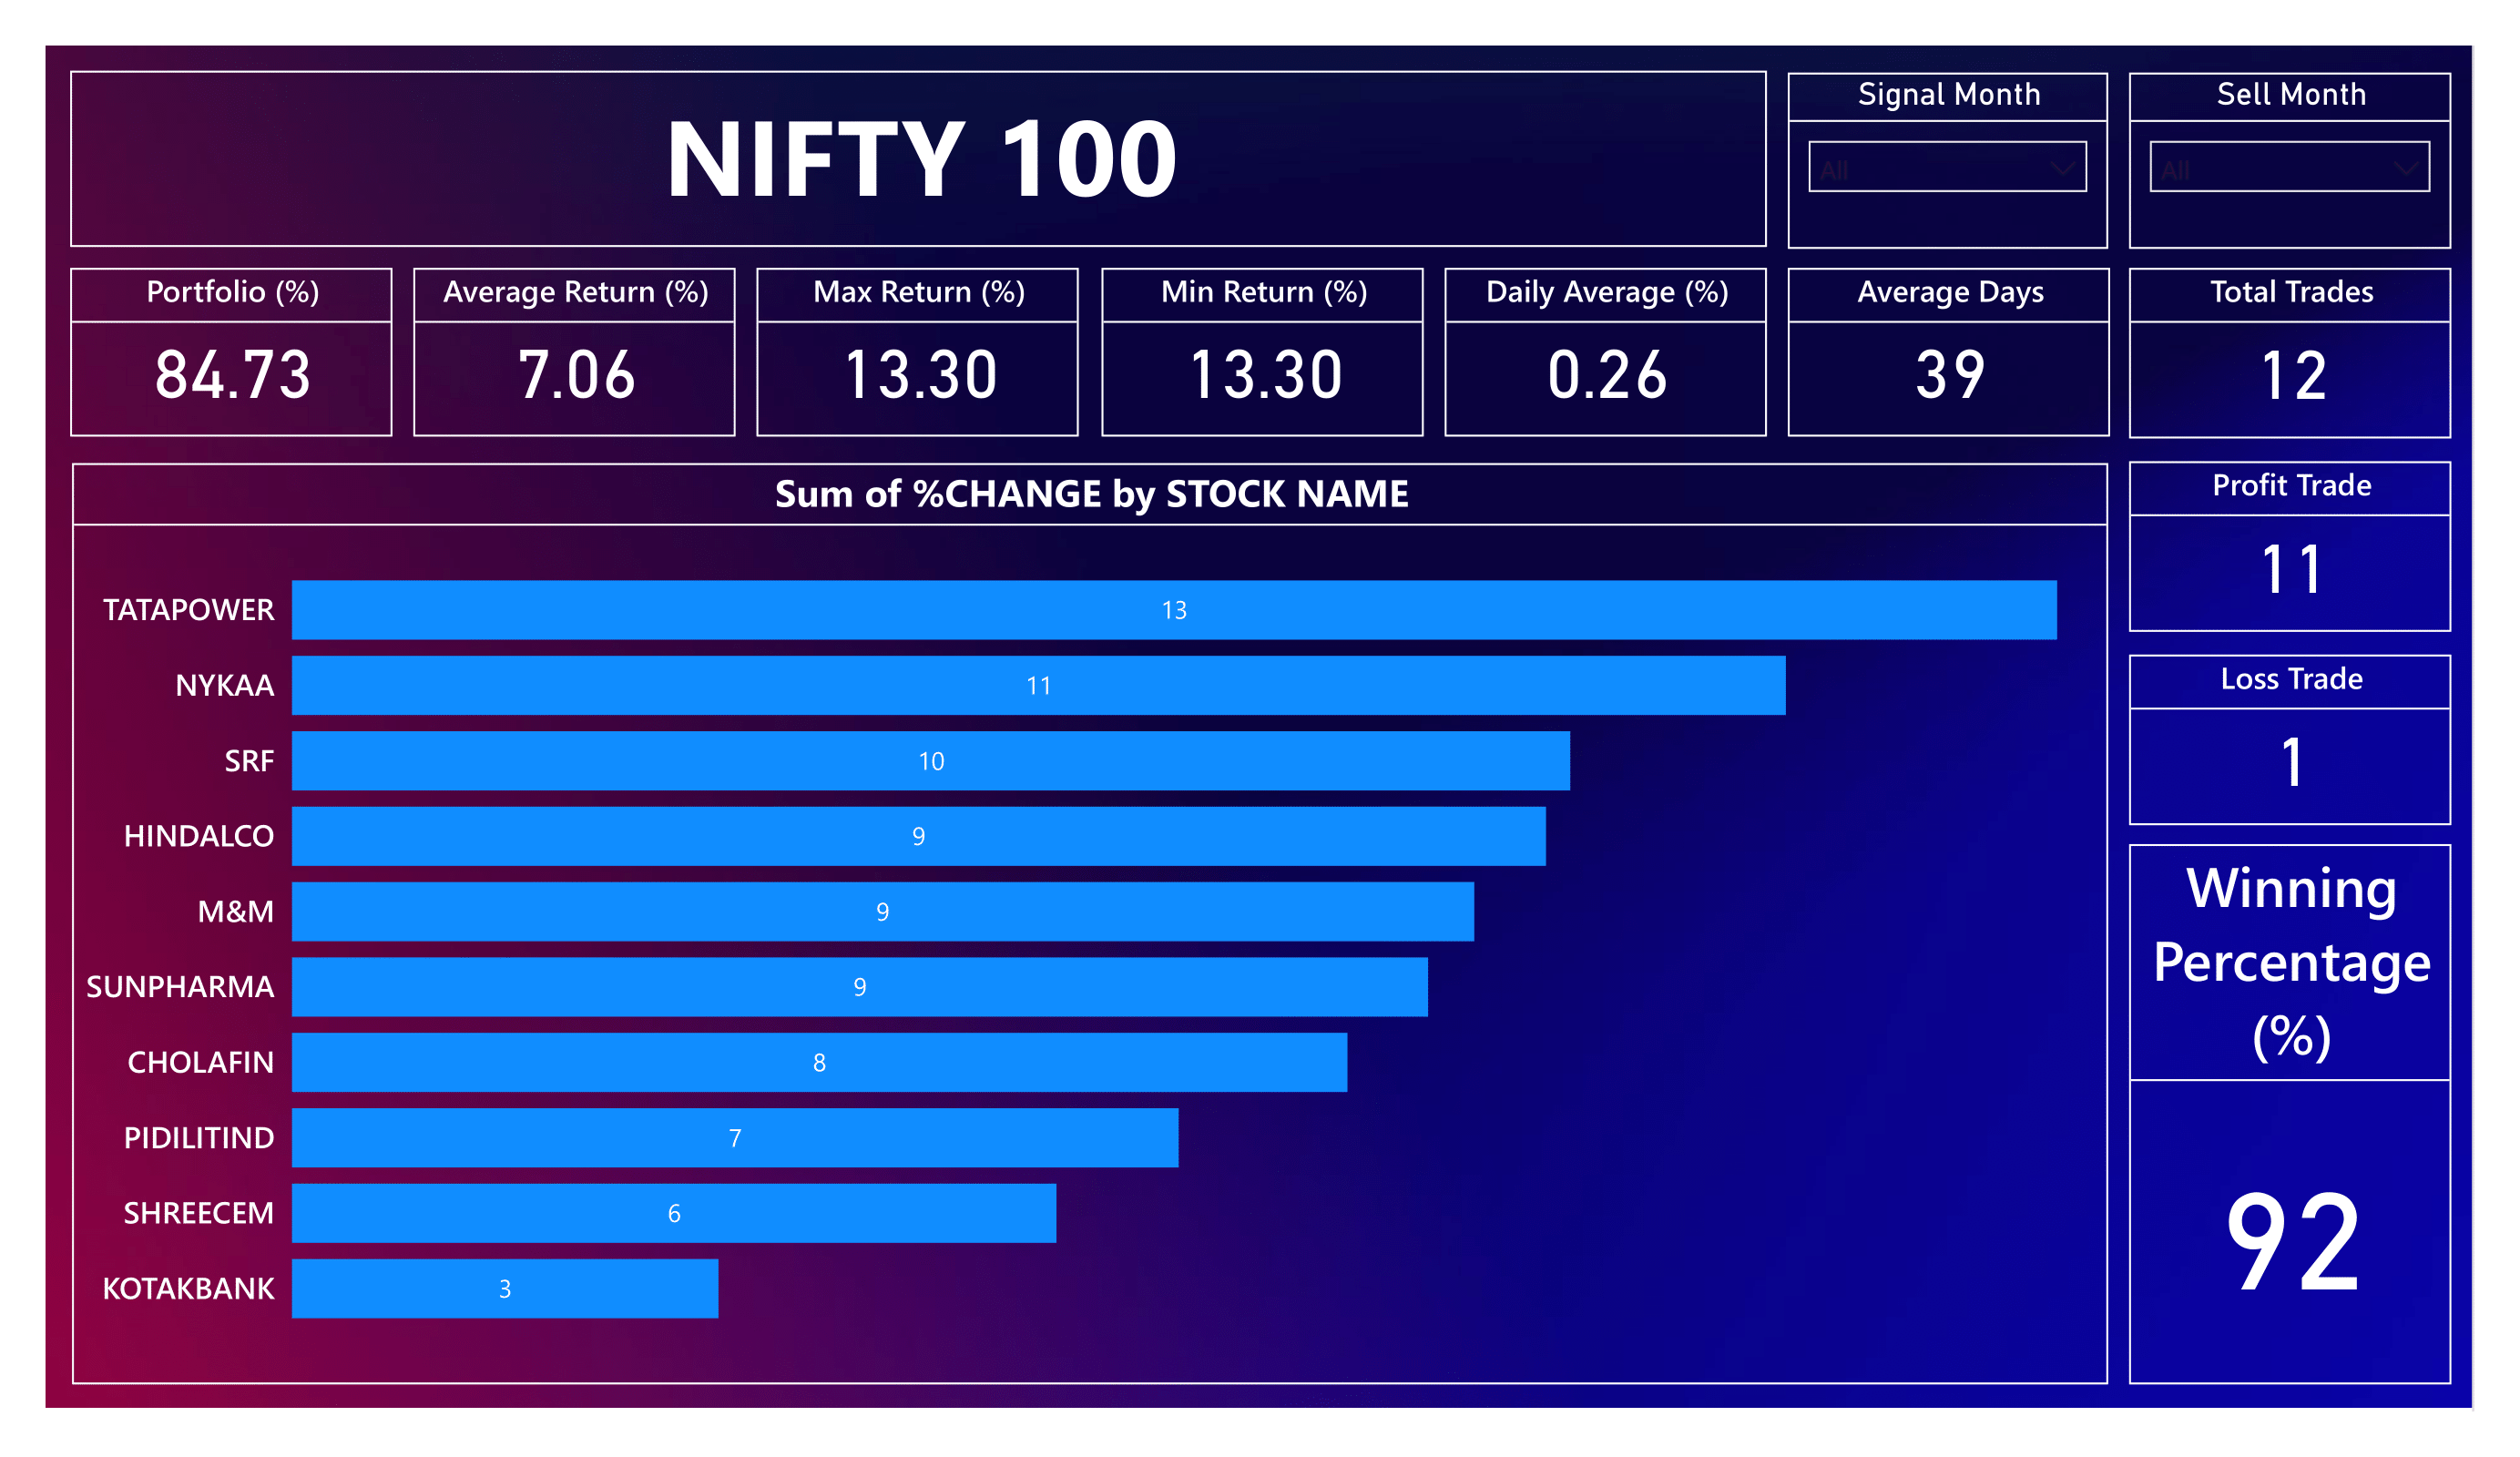 NIFTY 100
Signal Month
All
Sell Month
All
Portfolio (%)
84.73
Average Return (%)
7.06
Max Return (%)
13.30
Min Return (%)
13.30
Daily Average (%)
0.26
Average Days
39
Total Trades
12
Sum of %CHANGE by STOCK NAME
TATAPOWER 13
NYKAA 11
SRF 10
HINDALCO 9
M&M 9
SUNPHARMA 9
CHOLAFIN 8
PIDILITIND 7
SHREECEM 6
KOTAKBANK 3
Profit Trade
11
Loss Trade
1
Winning
Percentage
(%)
92